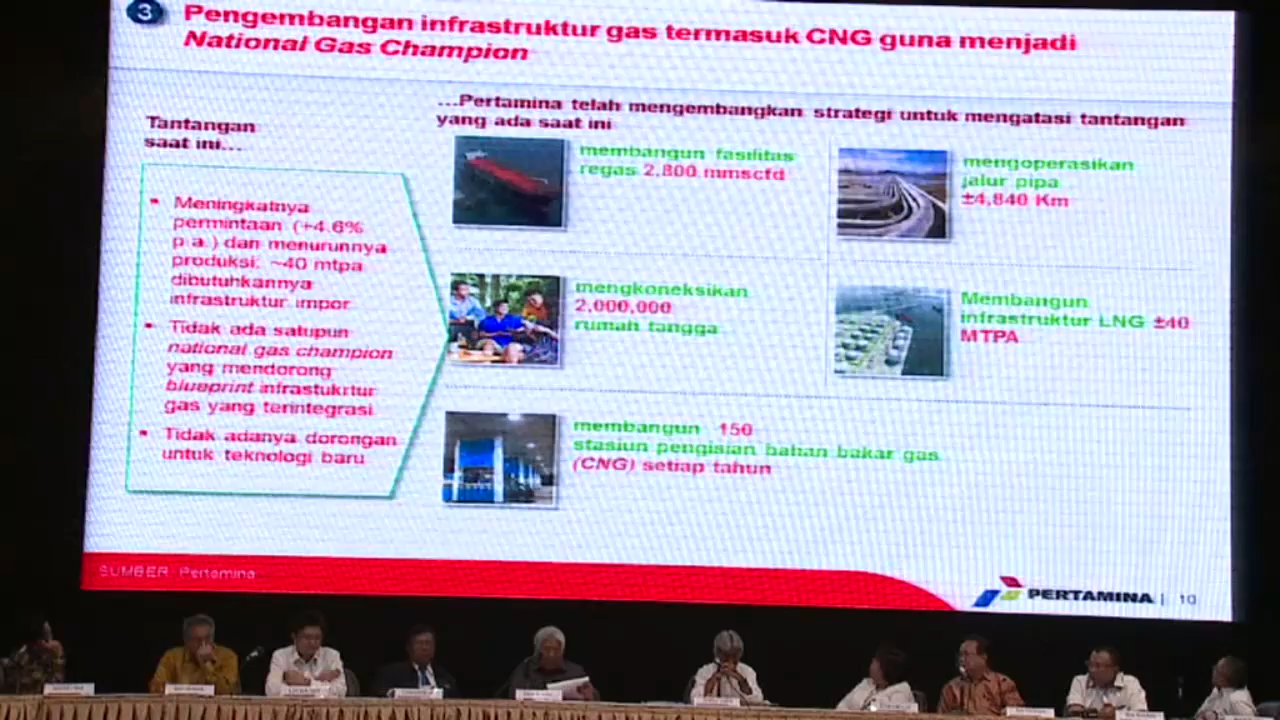 3
Pengembangan infrastruktur gas termasuk CNG guna menjadi
National Gas Champion
Tantangan
saat ini...
...Pertamina telah mengembangkan strategi untuk mengatasi tantangan
yang ada saat ini
• Meningkatnya
permintaan (+4.6%
p.a.) dan menurunnya
produksi: ~40 mtpa
dibutuhkannya
infrastruktur impor
• Tidak ada satupun
national gas champion
yang mendorong
blueprint infrastukrtur
gas yang terintegrasi
• Tidak adanya dorongan
untuk teknologi baru
membangun fasilitas
regas 2,800 mmscfd
mengoperasikan
jalur pipa
±4,840 Km
mengkoneksikan
2,000,000
rumah tangga
Membangun
infrastruktur LNG ±40
MTPA
membangun 150
stasiun pengisian bahan bakar gas
(CNG) setiap tahun
SUMBER: Pertamina
PERTAMINA | 10